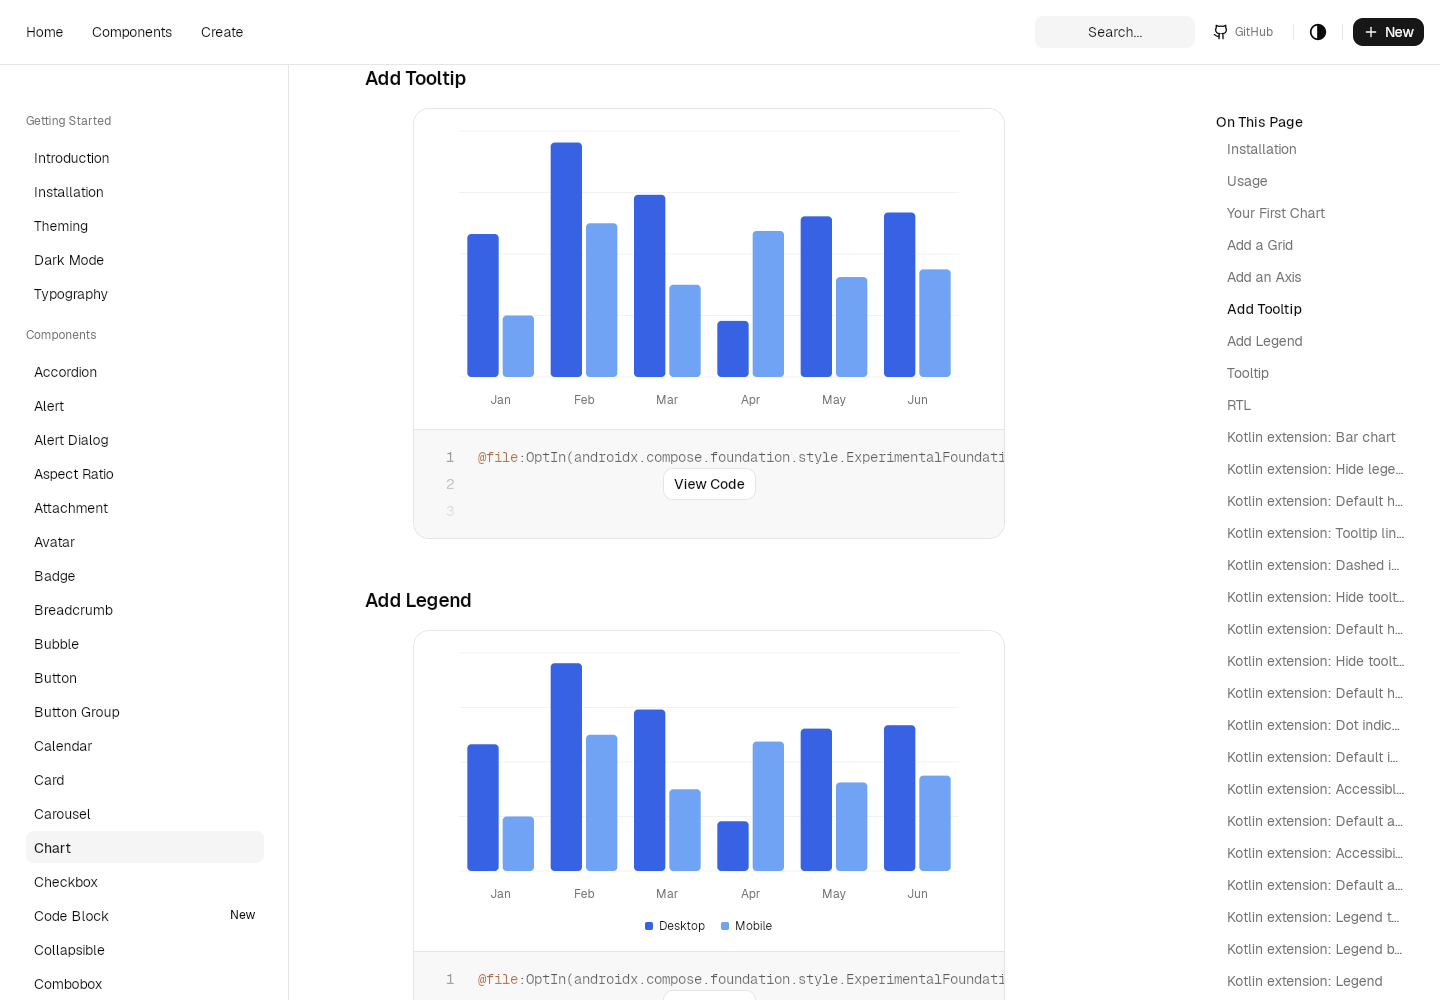 Home
Components
Create
Search...
GitHub
New
Getting Started
Introduction
Installation
Theming
Dark Mode
Typography
Components
Accordion
Alert
Alert Dialog
Aspect Ratio
Attachment
Avatar
Badge
Breadcrumb
Bubble
Button
Button Group
Calendar
Card
Carousel
Chart
Checkbox
Code Block New
Collapsible
Combobox
Add Tooltip
Jan Feb Mar Apr May Jun
1 @file:OptIn(androidx.compose.foundation.style.ExperimentalFoundati
2
View Code
3
Add Legend
Jan Feb Mar Apr May Jun
Desktop Mobile
1 @file:OptIn(androidx.compose.foundation.style.ExperimentalFoundati
On This Page
Installation
Usage
Your First Chart
Add a Grid
Add an Axis
Add Tooltip
Add Legend
Tooltip
RTL
Kotlin extension: Bar chart
Kotlin extension: Hide lege...
Kotlin extension: Default h...
Kotlin extension: Tooltip lin...
Kotlin extension: Dashed i...
Kotlin extension: Hide toolt...
Kotlin extension: Default h...
Kotlin extension: Hide toolt...
Kotlin extension: Default h...
Kotlin extension: Dot indic...
Kotlin extension: Default i...
Kotlin extension: Accessibl...
Kotlin extension: Default a...
Kotlin extension: Accessibi...
Kotlin extension: Default a...
Kotlin extension: Legend t...
Kotlin extension: Legend b...
Kotlin extension: Legend